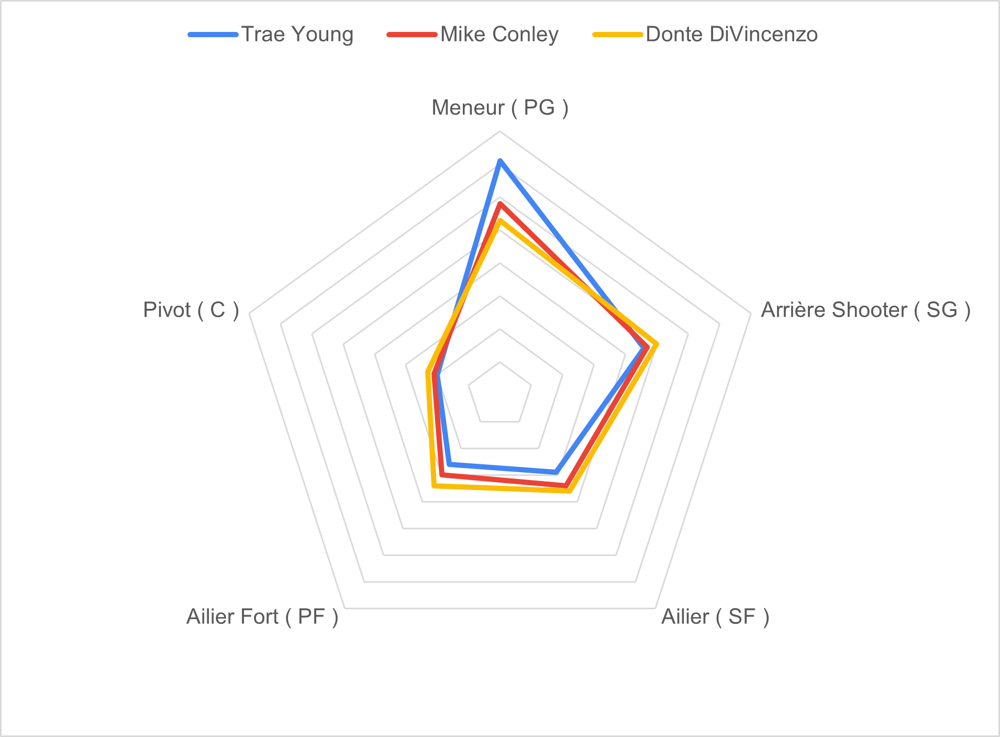 Trae Young Mike Conley Donte DiVincenzo
Meneur ( PG )
Pivot ( C )
Arrière Shooter ( SG )
Ailier Fort ( PF )
Ailier ( SF )